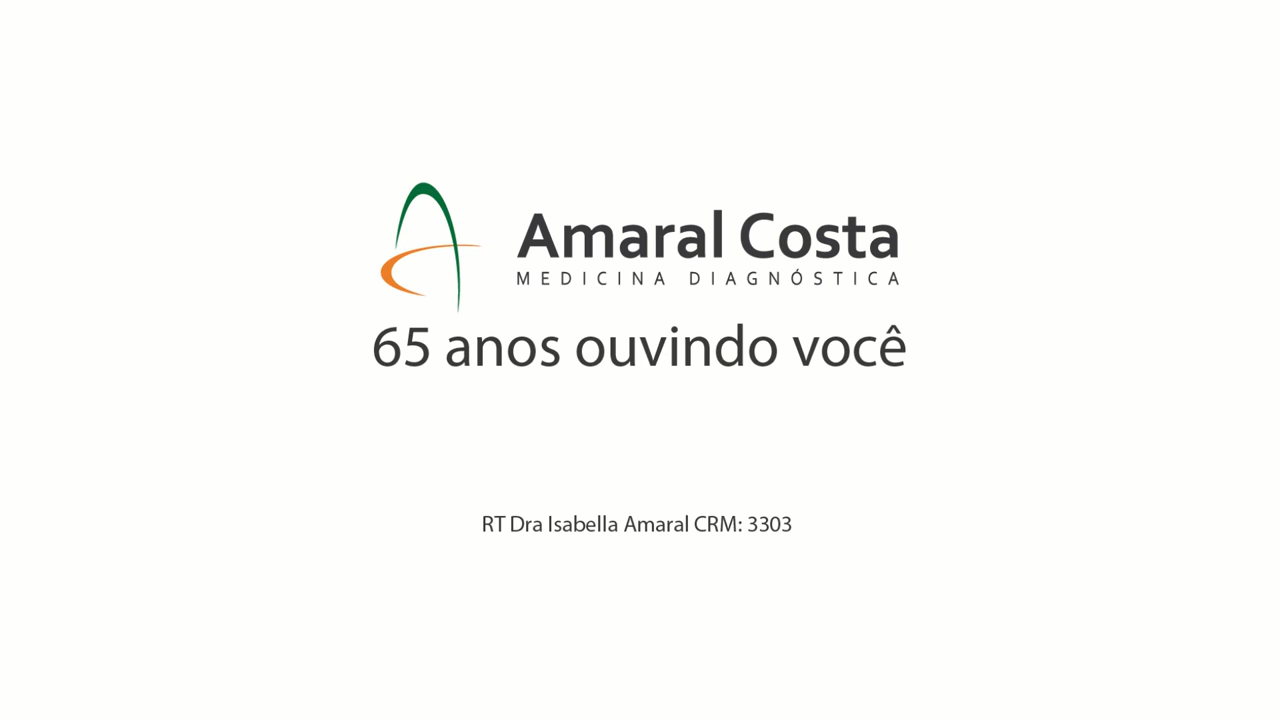 Amaral Costa
MEDICINA DIAGNÓSTICA
65 anos ouvindo você
RT Dra Isabella Amaral CRM: 3303